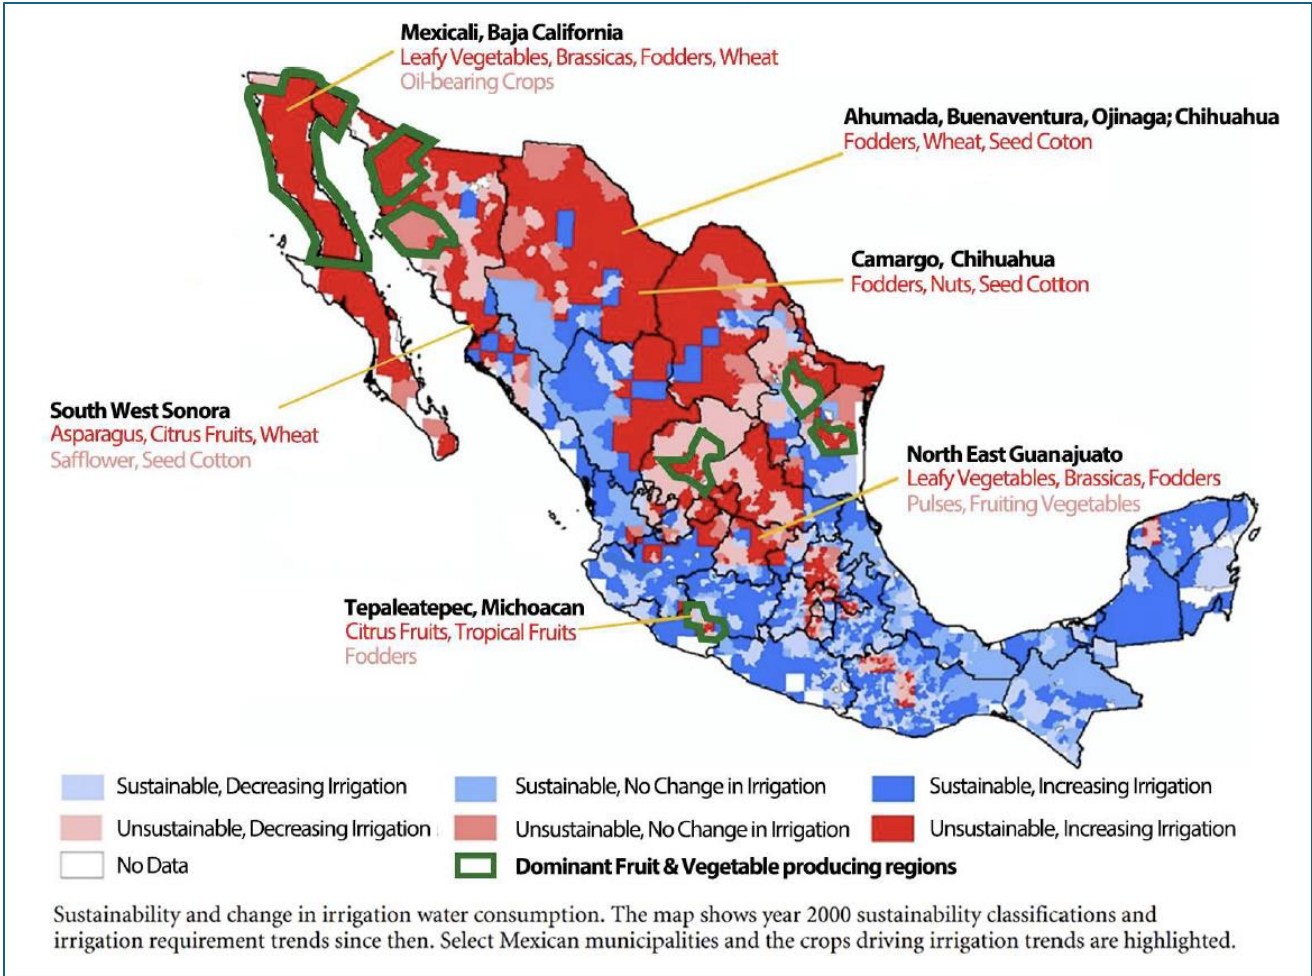 Mexicali, Baja California
Leafy Vegetables, Brassicas, Fodders, Wheat
Oil-bearing Crops
Ahumada, Buenaventura, Ojinaga; Chihuahua
Fodders, Wheat, Seed Coton
Camargo, Chihuahua
Fodders, Nuts, Seed Cotton
South West Sonora
Asparagus, Citrus Fruits, Wheat
Safflower, Seed Cotton
North East Guanajuato
Leafy Vegetables, Brassicas, Fodders
Pulses, Fruiting Vegetables
Tepaleatepec, Michoacan
Citrus Fruits, Tropical Fruits
Fodders
Sustainable, Decreasing Irrigation
Sustainable, No Change in Irrigation
Sustainable, Increasing Irrigation
Unsustainable, Decreasing Irrigation
Unsustainable, No Change in Irrigation
Unsustainable, Increasing Irrigation
No Data
Dominant Fruit & Vegetable producing regions
Sustainability and change in irrigation water consumption. The map shows year 2000 sustainability classifications and
irrigation requirement trends since then. Select Mexican municipalities and the crops driving irrigation trends are highlighted.